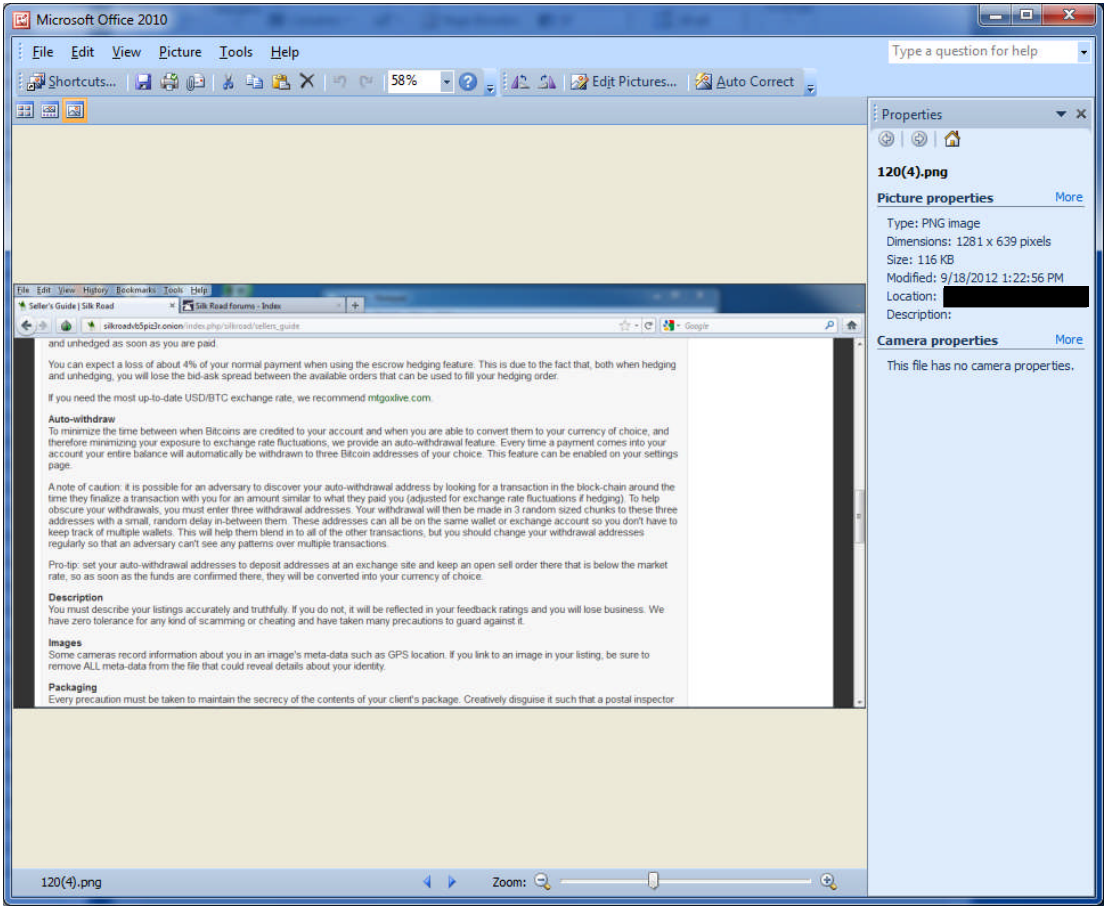 Microsoft Office 2010
File Edit View Picture Tools Help
Type a question for help
Shortcuts... 58% Edit Pictures... Auto Correct
Properties
120(4).png
Picture properties More
Type: PNG image
Dimensions: 1281 x 639 pixels
Size: 116 KB
Modified: 9/18/2012 1:22:56 PM
Location:
Description:
Camera properties More
This file has no camera properties.
File Edit View History Bookmarks Tools Help
Seller's Guide | Silk Road Silk Road forums - Index
silkroadvb5piz3r.onion/index.php/silkroad/sellers_guide Google
and unhedged as soon as you are paid.
You can expect a loss of about 4% of your normal payment when using the escrow hedging feature. This is due to the fact that, both when hedging
and unhedging, you will lose the bid-ask spread between the available orders that can be used to fill your hedging order.
If you need the most up-to-date USD/BTC exchange rate, we recommend mtgoxlive.com.
Auto-withdraw
To minimize the time between when Bitcoins are credited to your account and when you are able to convert them to your currency of choice, and
therefore minimizing your exposure to exchange rate fluctuations, we provide an auto-withdrawal feature. Every time a payment comes into your
account your entire balance will automatically be withdrawn to three Bitcoin addresses of your choice. This feature can be enabled on your settings
page.
A note of caution: it is possible for an adversary to discover your auto-withdrawal address by looking for a transaction in the block-chain around the
time they finalize a transaction with you for an amount similar to what they paid you (adjusted for exchange rate fluctuations if hedging). To help
obscure your withdrawals, you must enter three withdrawal addresses. Your withdrawal will then be made in 3 random sized chunks to these three
addresses with a small, random delay in-between them. These addresses can all be on the same wallet or exchange account so you don't have to
keep track of multiple wallets. This will help them blend in to all of the other transactions, but you should change your withdrawal addresses
regularly so that an adversary can't see any patterns over multiple transactions.
Pro-tip: set your auto-withdrawal addresses to deposit addresses at an exchange site and keep an open sell order there that is below the market
rate, so as soon as the funds are confirmed there, they will be converted into your currency of choice.
Description
You must describe your listings accurately and truthfully. If you do not, it will be reflected in your feedback ratings and you will lose business. We
have zero tolerance for any kind of scamming or cheating and have taken many precautions to guard against it.
Images
Some cameras record information about you in an image's meta-data such as GPS location. If you link to an image in your listing, be sure to
remove ALL meta-data from the file that could reveal details about your identity.
Packaging
Every precaution must be taken to maintain the secrecy of the contents of your client's package. Creatively disguise it such that a postal inspector
120(4).png Zoom: